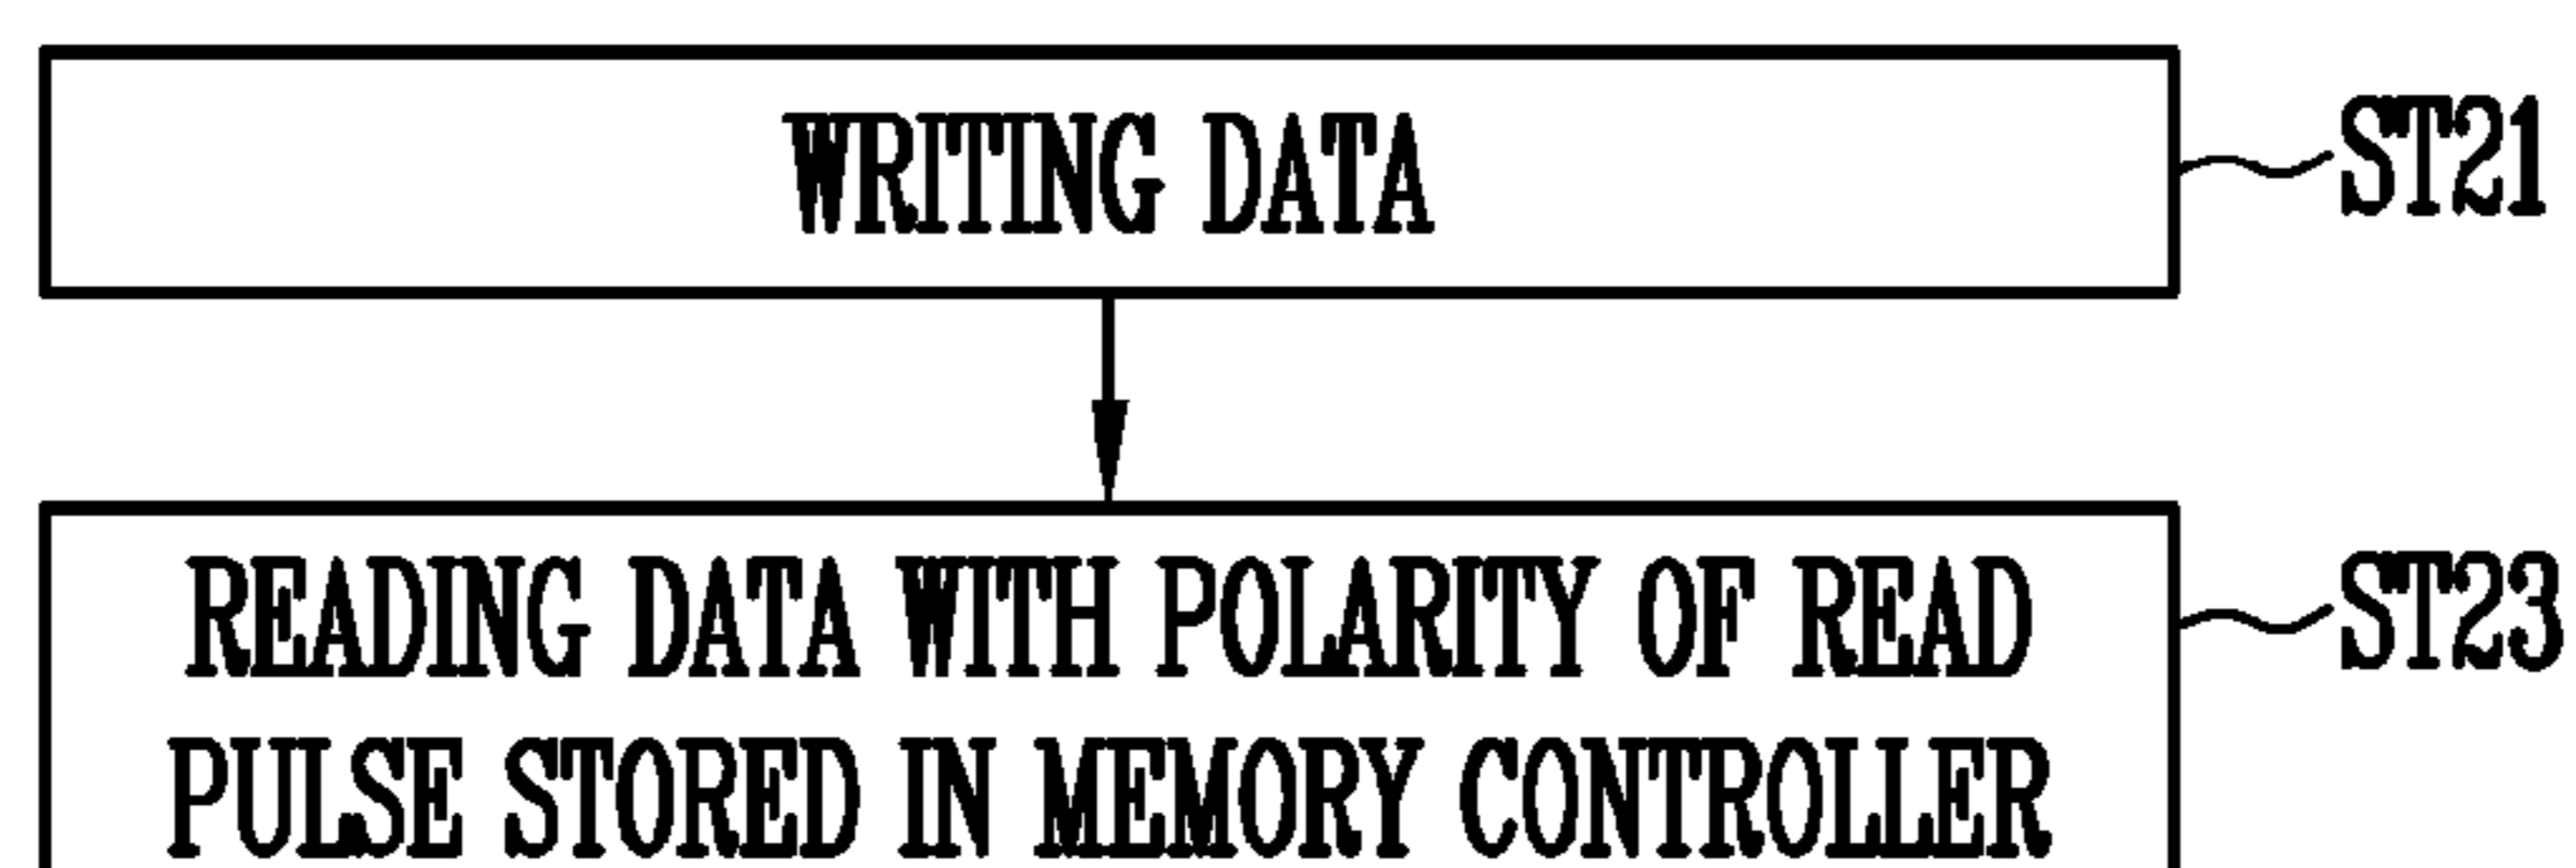 WRITING DATA
ST21
READING DATA WITH POLARITY OF READ
PULSE STORED IN MEMORY CONTROLLER
ST23